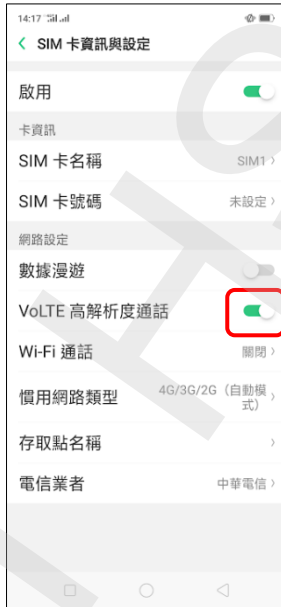 14:17
SIM 卡資訊與設定
啟用
卡資訊
SIM 卡名稱 SIM1
SIM 卡號碼 未設定
網路設定
數據漫遊
VoLTE 高解析度通話
Wi-Fi 通話 關閉
慣用網路類型 4G/3G/2G（自動模
式）
存取點名稱
電信業者 中華電信